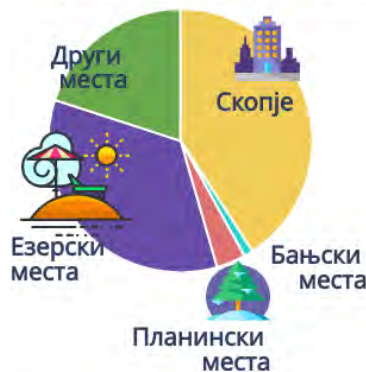 Други
места
Скопје
Езерски
места
Бањски
места
Планински
места